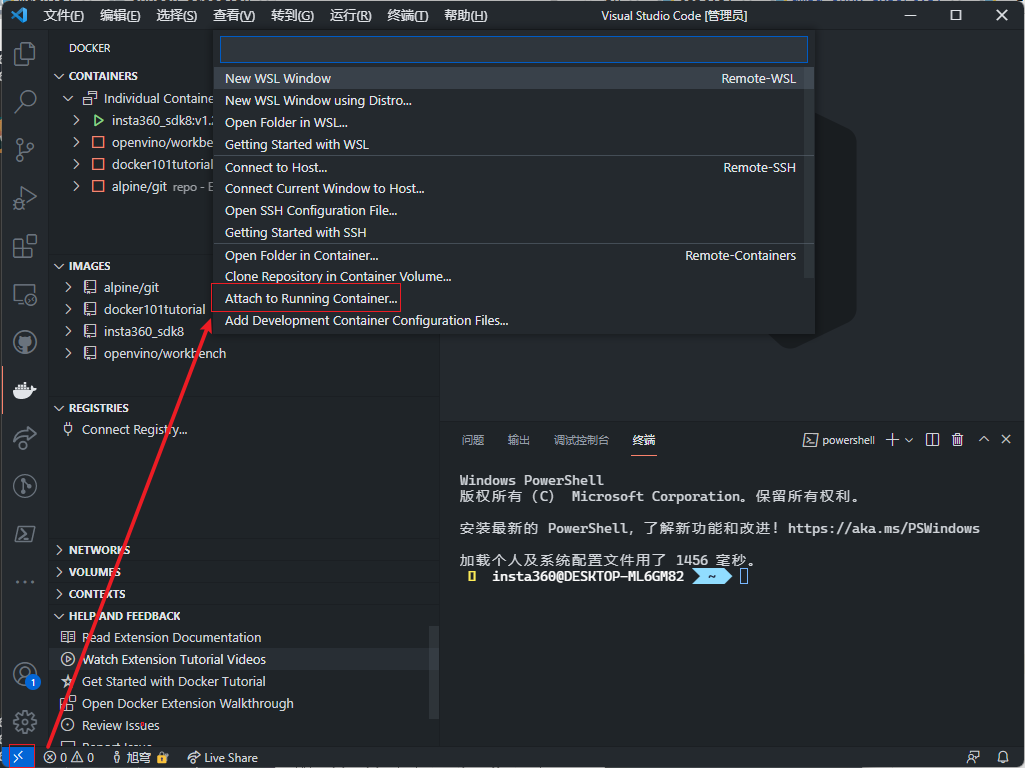 文件(F) 编辑(E) 选择(S) 查看(V) 转到(G) 运行(R) 终端(T) 帮助(H) Visual Studio Code [管理员]
DOCKER
CONTAINERS
Individual Containe
insta360_sdk8:v1.2
openvino/workbe
docker101tutorial
alpine/git repo - E
New WSL Window Remote-WSL
New WSL Window using Distro...
Open Folder in WSL...
Getting Started with WSL
Connect to Host... Remote-SSH
Connect Current Window to Host...
Open SSH Configuration File...
Getting Started with SSH
Open Folder in Container... Remote-Containers
Clone Repository in Container Volume...
Attach to Running Container...
Add Development Container Configuration Files...
IMAGES
alpine/git
docker101tutorial
insta360_sdk8
openvino/workbench
REGISTRIES
Connect Registry...
NETWORKS
VOLUMES
CONTEXTS
HELP AND FEEDBACK
Read Extension Documentation
Watch Extension Tutorial Videos
Get Started with Docker Tutorial
Open Docker Extension Walkthrough
Review Issues
Report Issue
1
问题 输出 调试控制台 终端 powershell
Windows PowerShell
版权所有 (C) Microsoft Corporation。保留所有权利。
安装最新的 PowerShell，了解新功能和改进！https://aka.ms/PSWindows
加载个人及系统配置文件用了 1456 毫秒。
insta360@DESKTOP-ML6GM82 ~
0 0 旭穹 Live Share